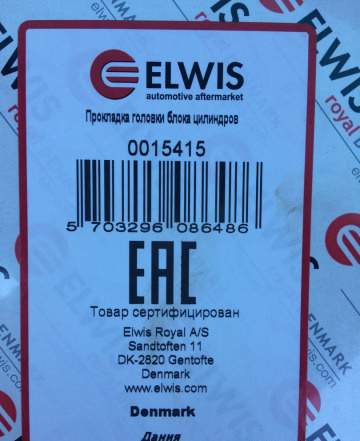 ELWIS
automotive aftermarket
Прокладка головки блока цилиндров
0015415
5 703296 086486
EAC
Товар сертифицирован
Elwis Royal A/S
Sandtoften 11
DK-2820 Gentofte
Denmark
www.elwis.com
Denmark
Дания